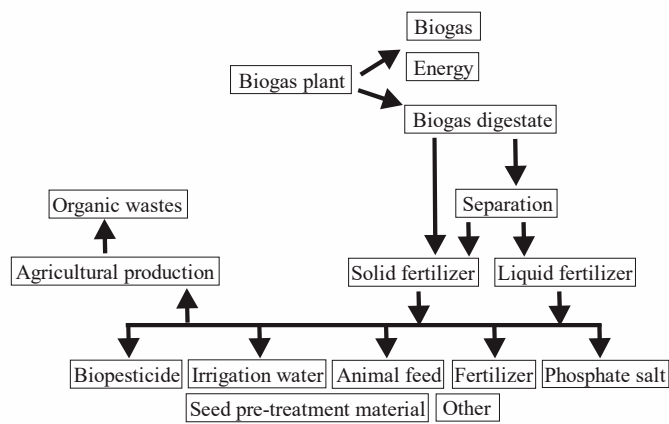 Biogas
Energy
Biogas plant
Biogas digestate
Organic wastes
Separation
Agricultural production
Solid fertilizer
Liquid fertilizer
Biopesticide
Irrigation water
Animal feed
Fertilizer
Phosphate salt
Seed pre-treatment material
Other